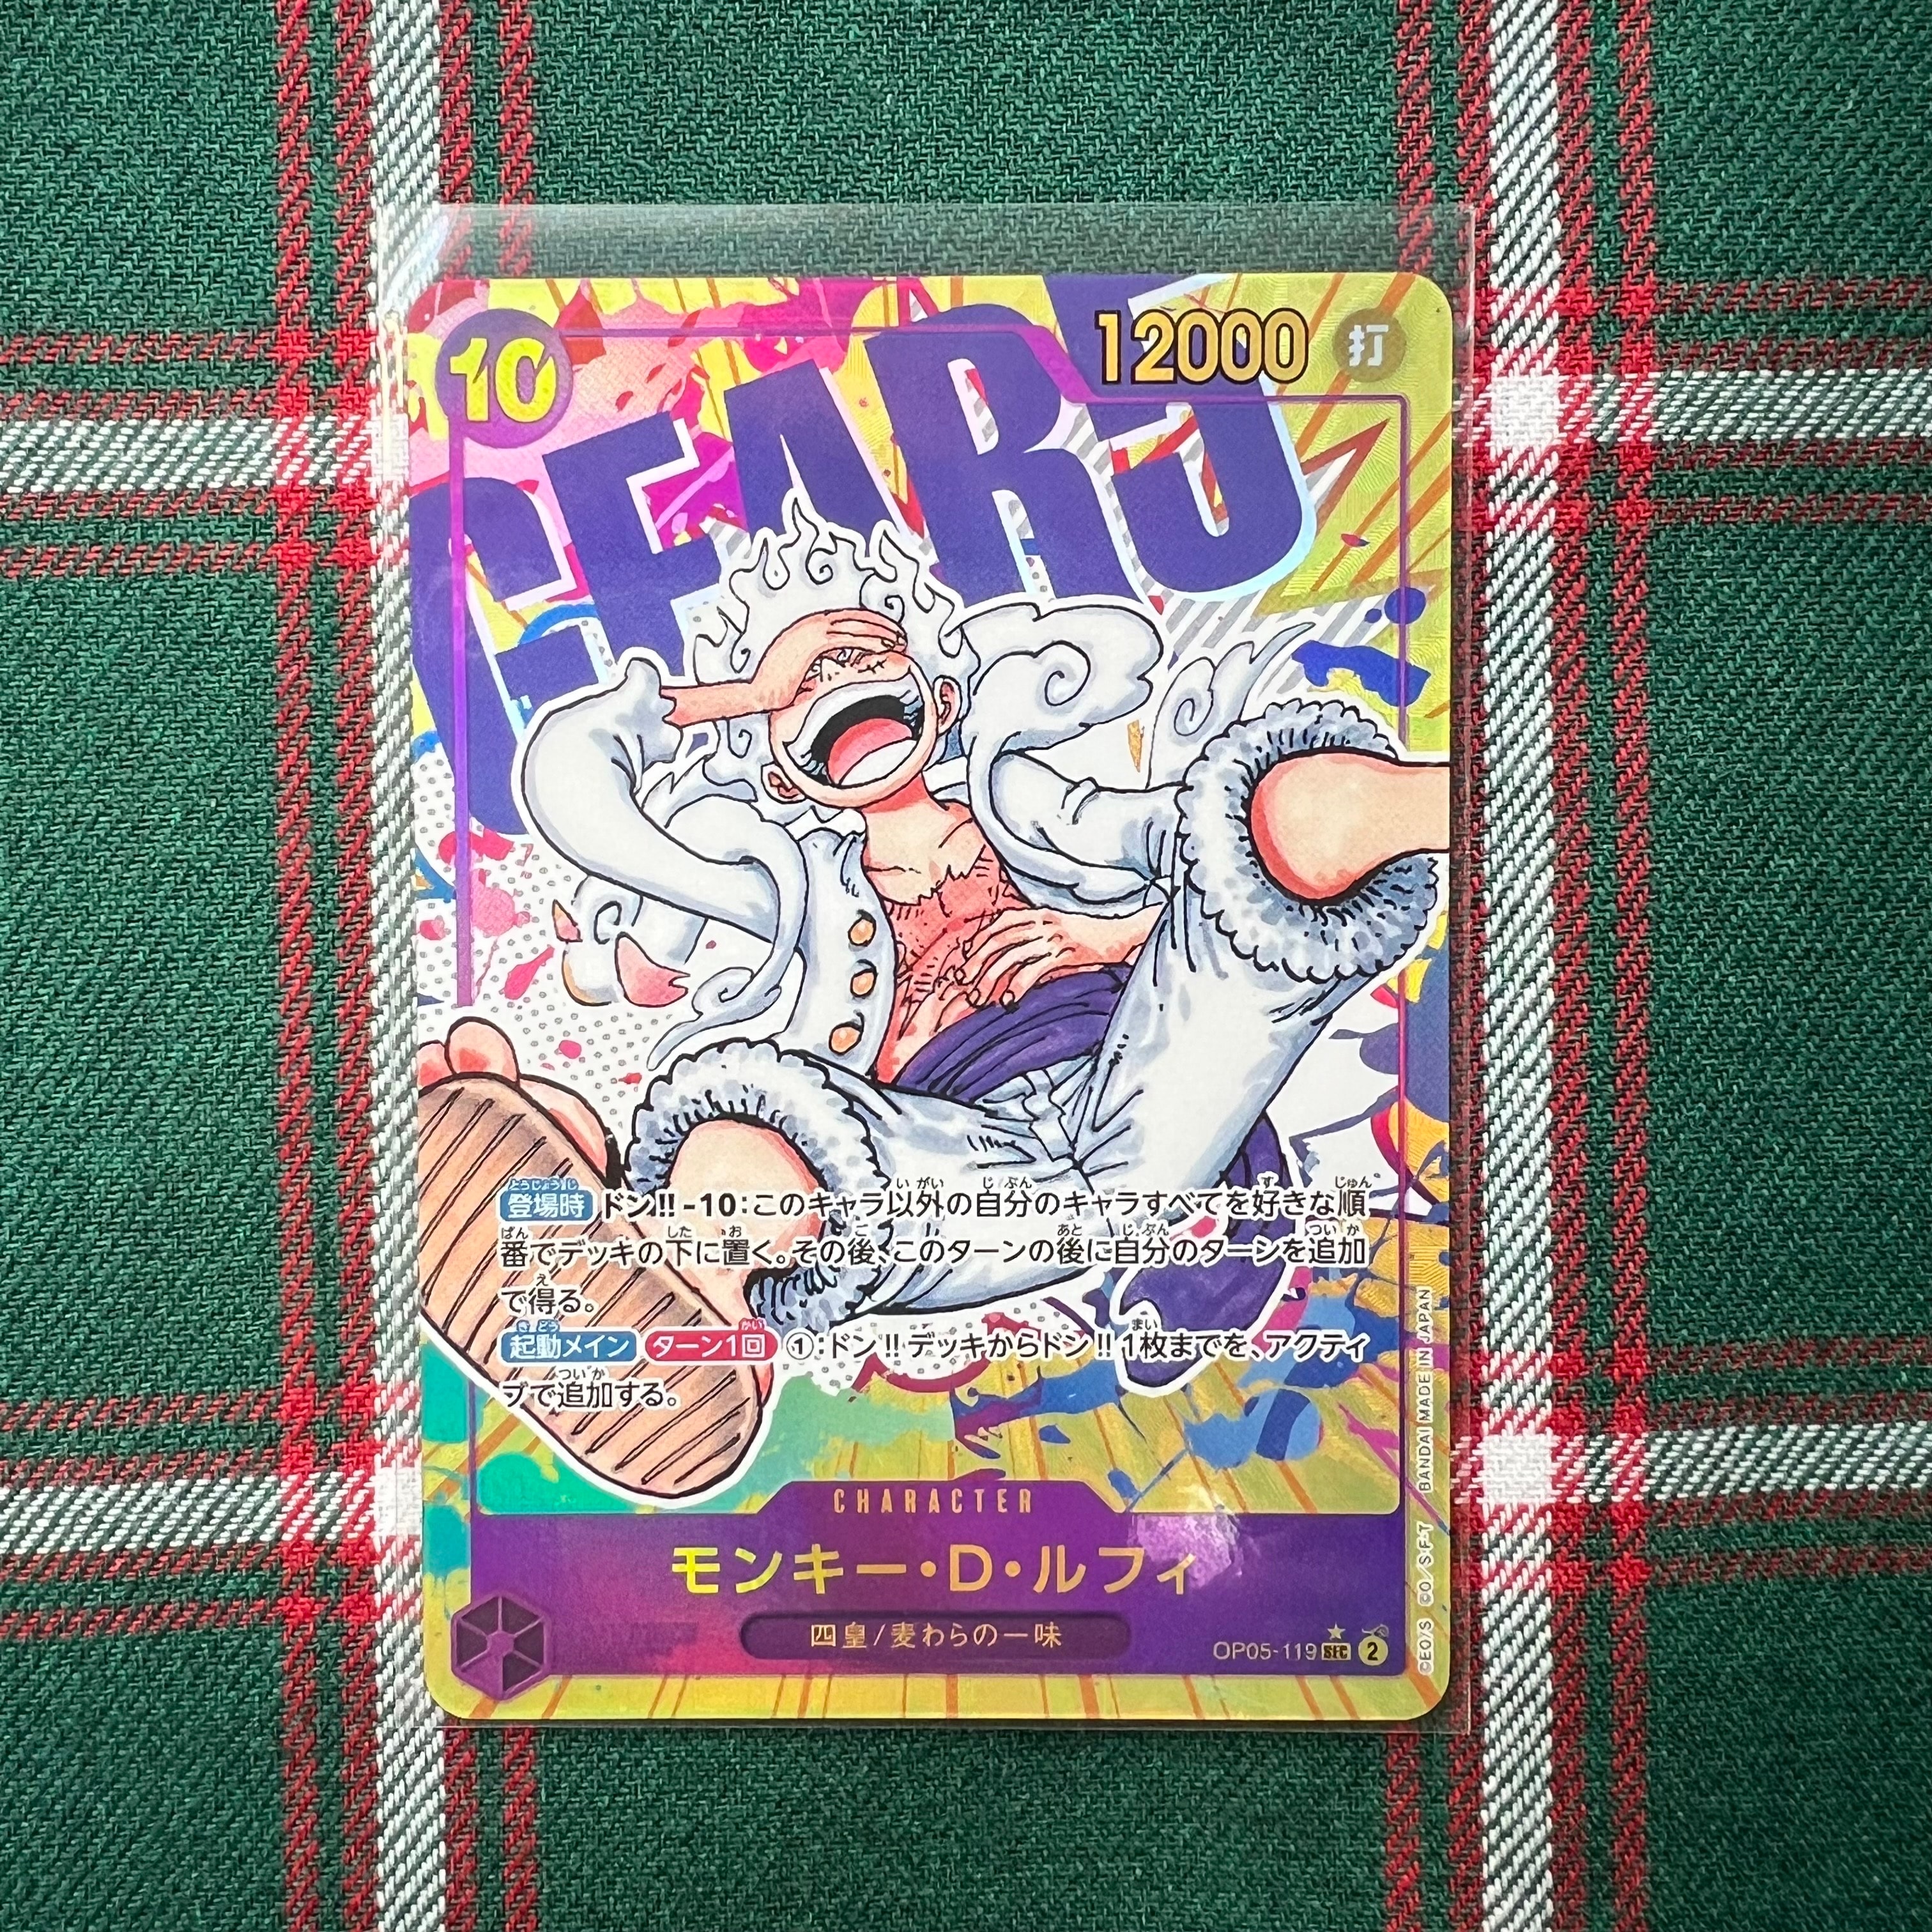 10
12000 打
GEAR5
登場時 ドン!!-10:このキャラ以外の自分のキャラすべてを好きな順
番でデッキの下に置く。その後、このターンの後に自分のターンを追加
で得る。
起動メイン ターン1回 ①:ドン!!デッキからドン!!1枚までを、アクティ
ブで追加する。
CHARACTER
モンキー・D・ルフィ
四皇/麦わらの一味
OP05-119 SEC 2
©EO/S ©O/S·F·T BANDAI MADE IN JAPAN